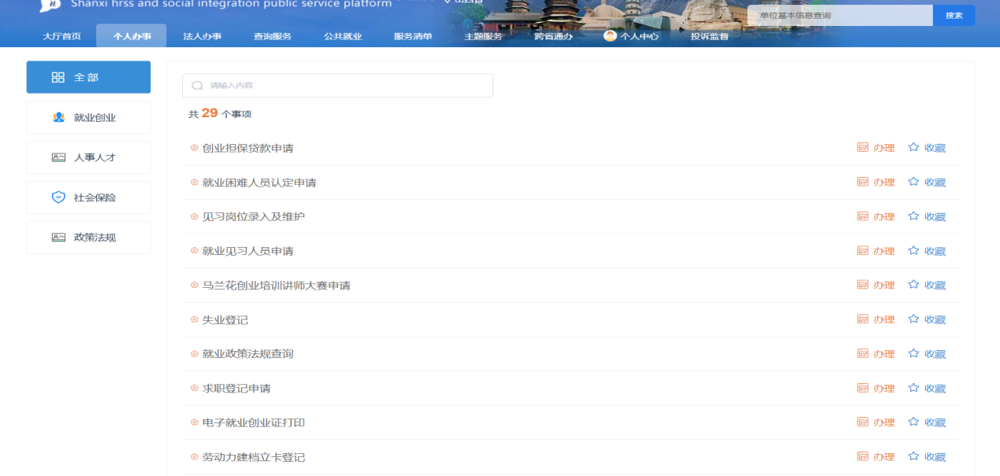 Shanxi hrss and social integration public service platform
单位基本信息查询
搜索
大厅首页 个人办事 法人办事 查询服务 公共就业 服务清单 主题服务 跨省通办 个人中心 投诉监督
全部
就业创业
人事人才
社会保险
政策法规
请输入内容
共 29 个事项
创业担保贷款申请 办理 收藏
就业困难人员认定申请 办理 收藏
见习岗位录入及维护 办理 收藏
就业见习人员申请 办理 收藏
马兰花创业培训讲师大赛申请 办理 收藏
失业登记 办理 收藏
就业政策法规查询 办理 收藏
求职登记申请 办理 收藏
电子就业创业证打印 办理 收藏
劳动力建档立卡登记 办理 收藏